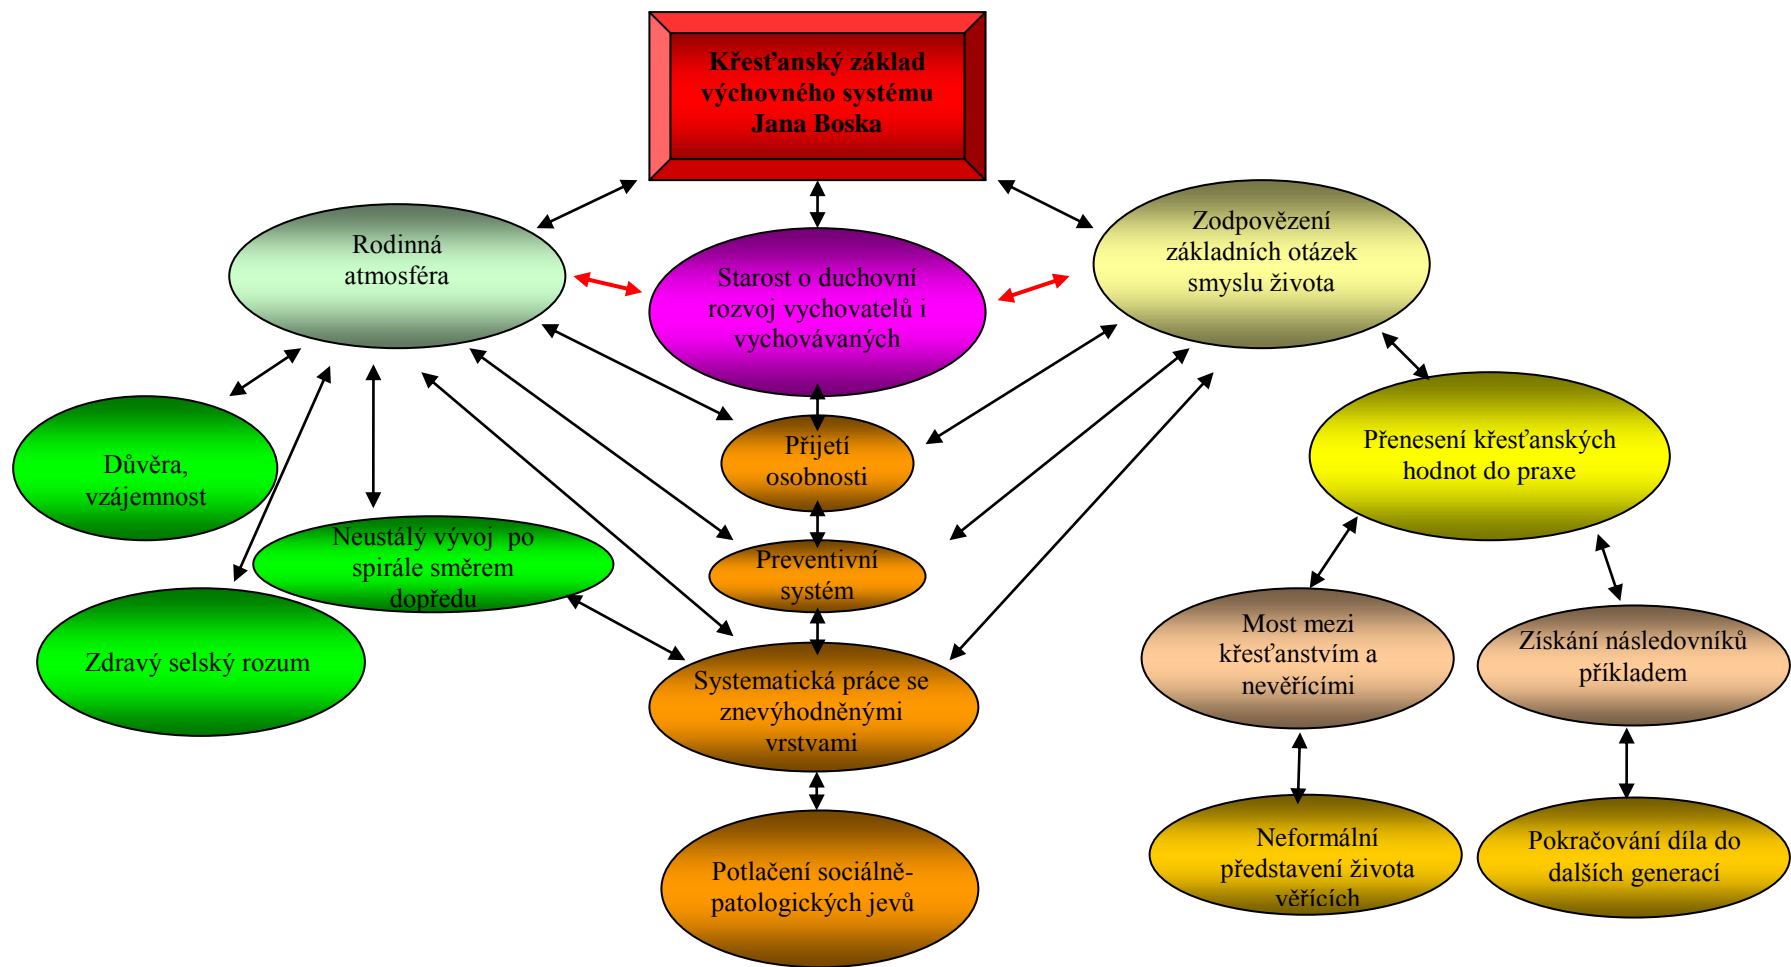 Křesťanský základ
výchovného systému
Jana Boska
Rodinná
atmosféra
Starost o duchovní
rozvoj vychovatelů i
vychovávaných
Zodpovězení
základních otázek
smyslu života
Důvěra,
vzájemnost
Přijetí
osobnosti
Přenesení křesťanských
hodnot do praxe
Neustálý vývoj  po
spirále směrem
dopředu
Preventivní
systém
Zdravý selský rozum
Systematická práce se
znevýhodněnými
vrstvami
Most mezi
křesťanstvím a
nevěřícími
Získání následovníků
příkladem
Potlačení sociálně-
patologických jevů
Neformální
představení života
věřících
Pokračování díla do
dalších generací